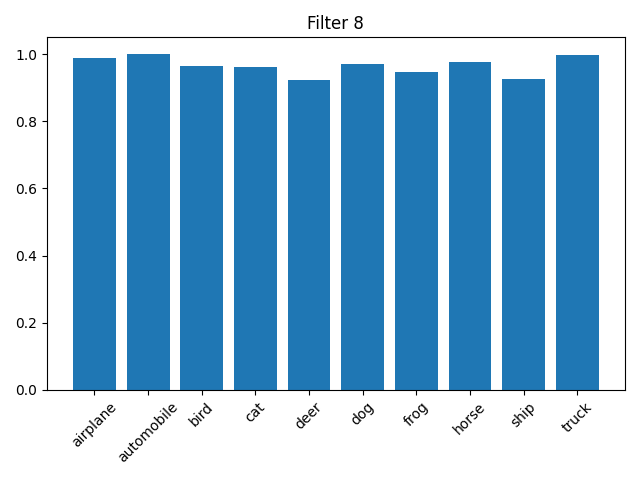 Filter 8
1.0
0.8
0.6
0.4
0.2
0.0
airplane
automobile
bird
cat
deer
dog
frog
horse
ship
truck